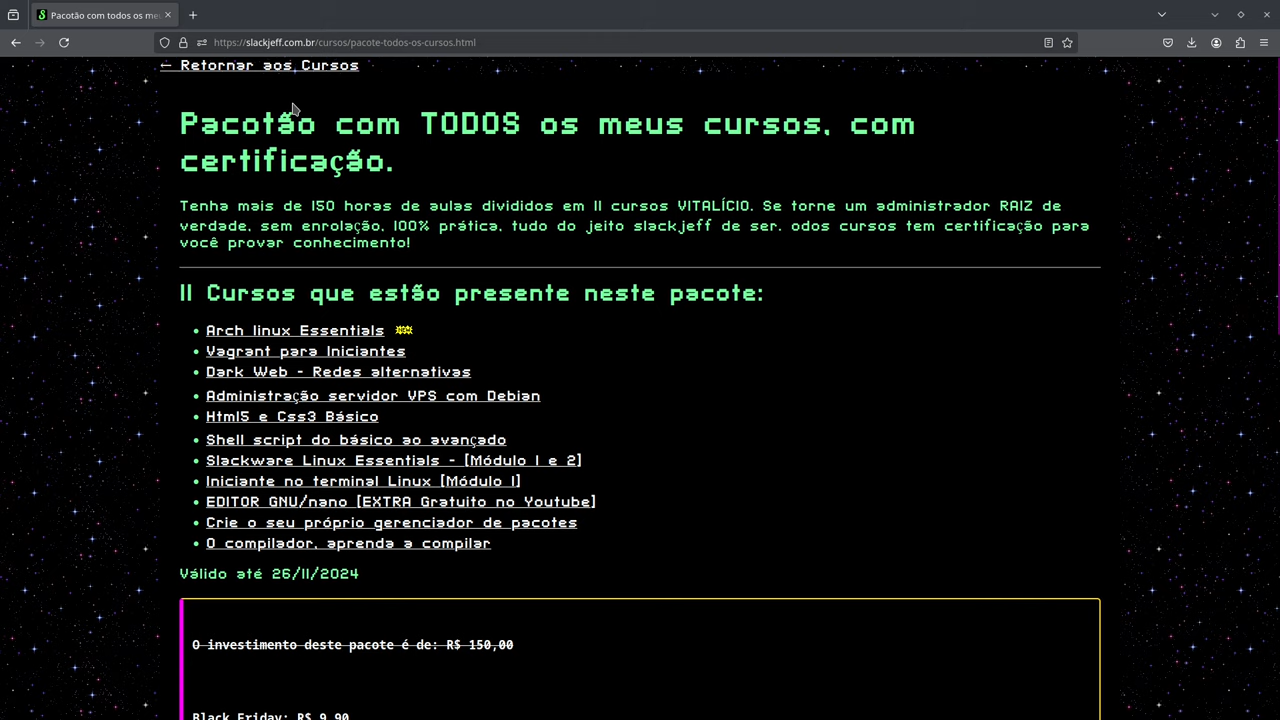 Pacotão com todos os me
https://slackjeff.com.br/cursos/pacote-todos-os-cursos.html
← Retornar aos Cursos
Pacotão com TODOS os meus cursos, com
certificação.
Tenha mais de 150 horas de aulas divididos em 11 cursos VITALÍCIO. Se torne um administrador RAIZ de
verdade, sem enrolação, 100% prática, tudo do jeito slackjeff de ser. odos cursos tem certificação para
você provar conhecimento!
11 Cursos que estão presente neste pacote:
• Arch linux Essentials
• Vagrant para Iniciantes
• Dark Web - Redes alternativas
• Administração servidor VPS com Debian
• Html5 e Css3 Básico
• Shell script do básico ao avançado
• Slackware Linux Essentials - [Módulo 1 e 2]
• Iniciante no terminal Linux [Módulo 1]
• EDITOR GNU/nano [EXTRA Gratuito no Youtube]
• Crie o seu próprio gerenciador de pacotes
• O compilador, aprenda a compilar
Válido até 26/11/2024
O investimento deste pacote é de: R$ 150,00
Black Friday: R$ 9,90